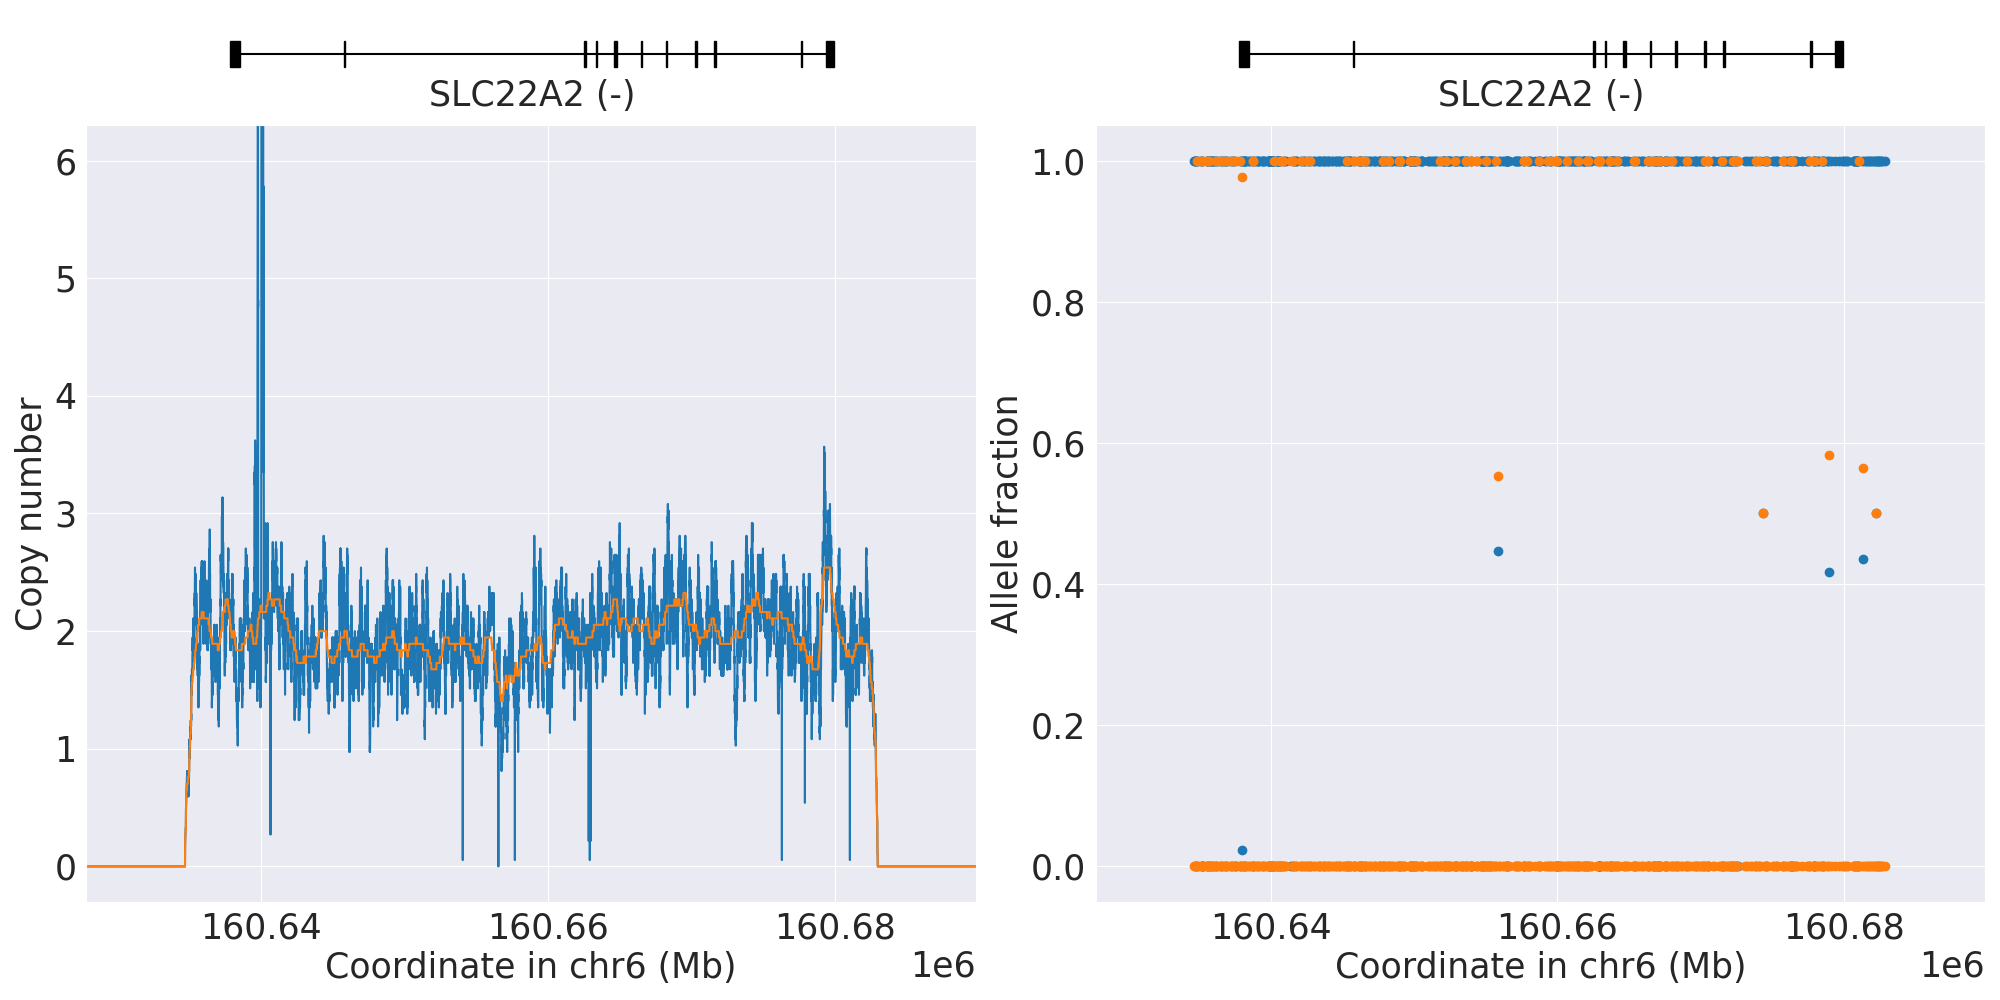 SLC22A2 (-)
6
5
4
3
2
1
0
Copy number
160.64 160.66 160.68
Coordinate in chr6 (Mb) 1e6
SLC22A2 (-)
1.0
0.8
0.6
0.4
0.2
0.0
Allele fraction
160.64 160.66 160.68
Coordinate in chr6 (Mb) 1e6